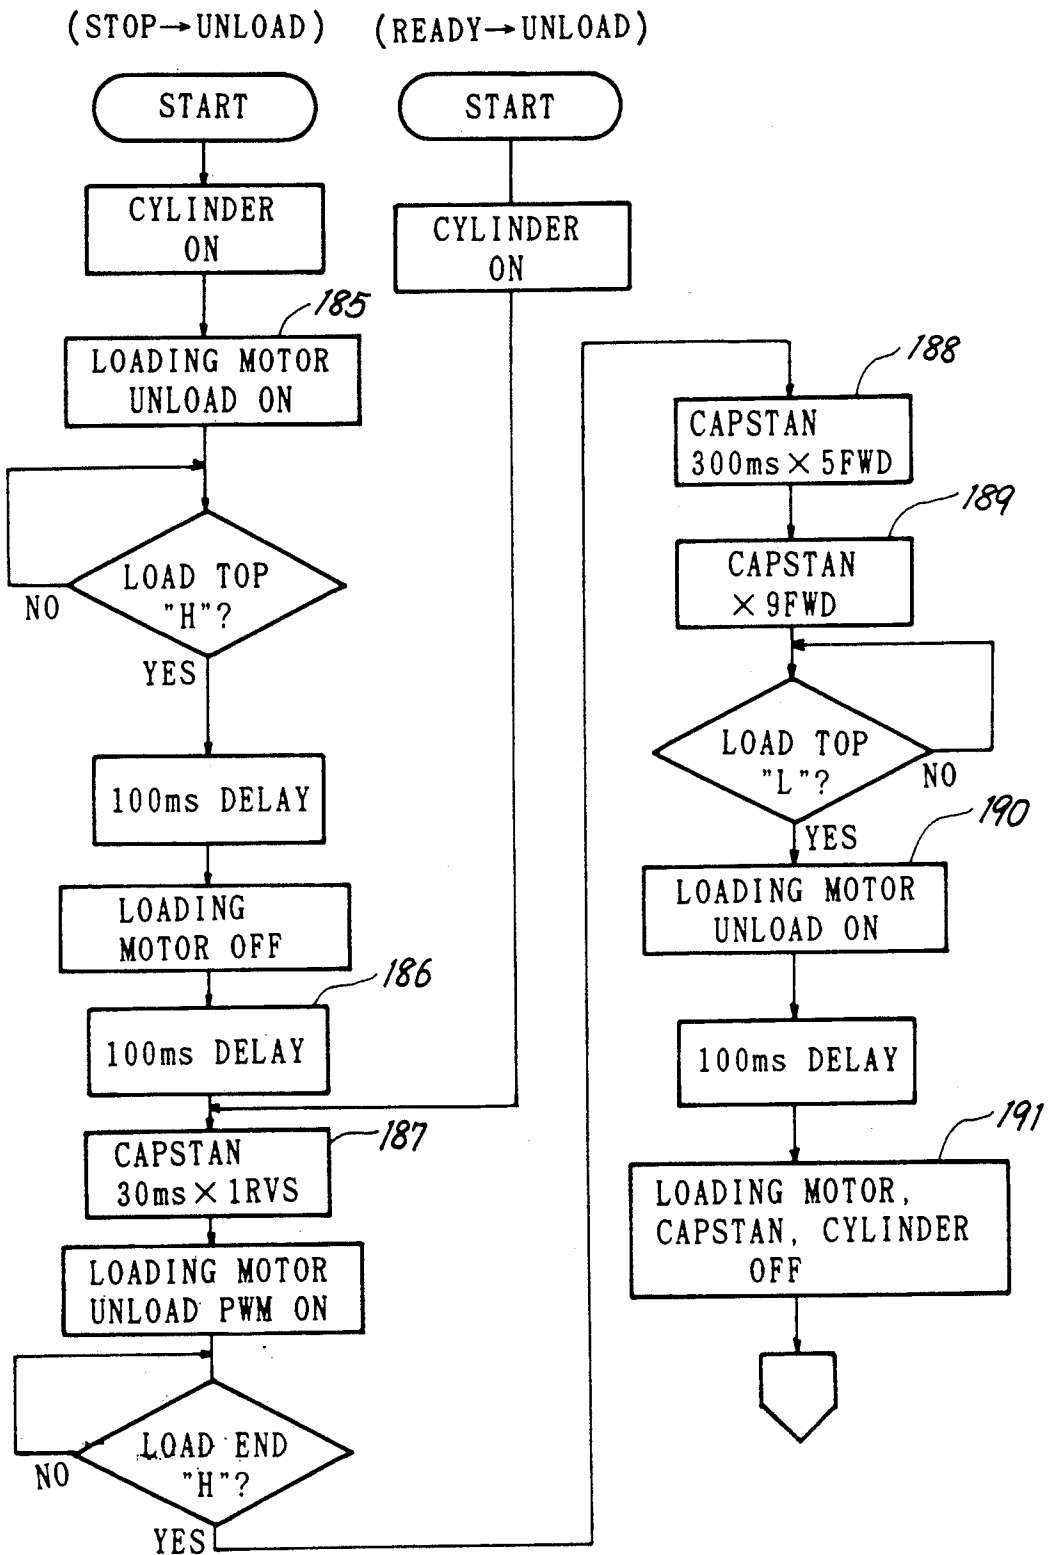 (STOP→UNLOAD)
(READY→UNLOAD)
START
START
CYLINDER
ON
CYLINDER
ON
185
LOADING MOTOR
UNLOAD ON
LOAD TOP
"H"?
NO
YES
100ms DELAY
LOADING
MOTOR OFF
186
100ms DELAY
187
CAPSTAN
30ms×1RVS
LOADING MOTOR
UNLOAD PWM ON
LOAD END
"H"?
NO
YES
188
CAPSTAN
300ms×5FWD
189
CAPSTAN
×9FWD
LOAD TOP
"L"?
NO
YES
190
LOADING MOTOR
UNLOAD ON
100ms DELAY
191
LOADING MOTOR,
CAPSTAN, CYLINDER
OFF